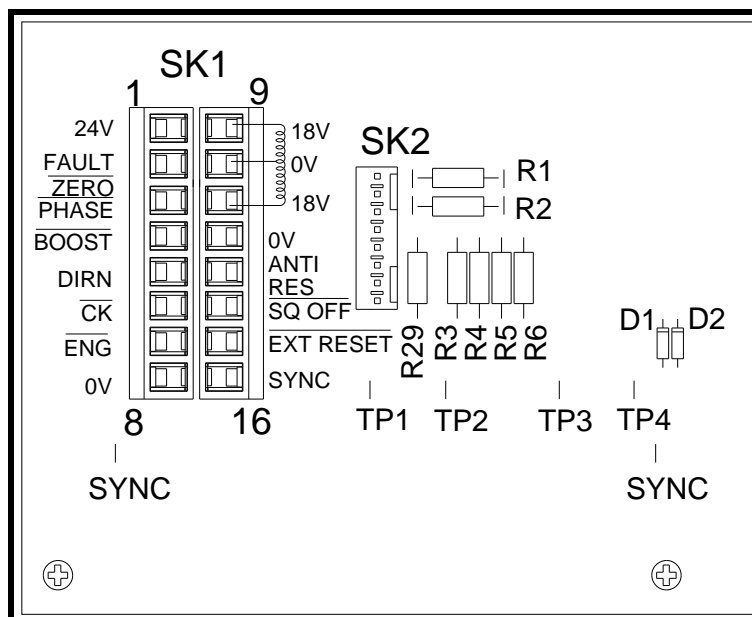 SK1
1
9
24V
FAULT
ZERO
PHASE
BOOST
DIRN
CK
ENG
0V
8
16
18V
0V
18V
0V
ANTI
RES
SQ OFF
EXT RESET
SYNC
SK2
R1
R2
R29
R3
R4
R5
R6
D1
D2
TP1
TP2
TP3
TP4
SYNC
SYNC